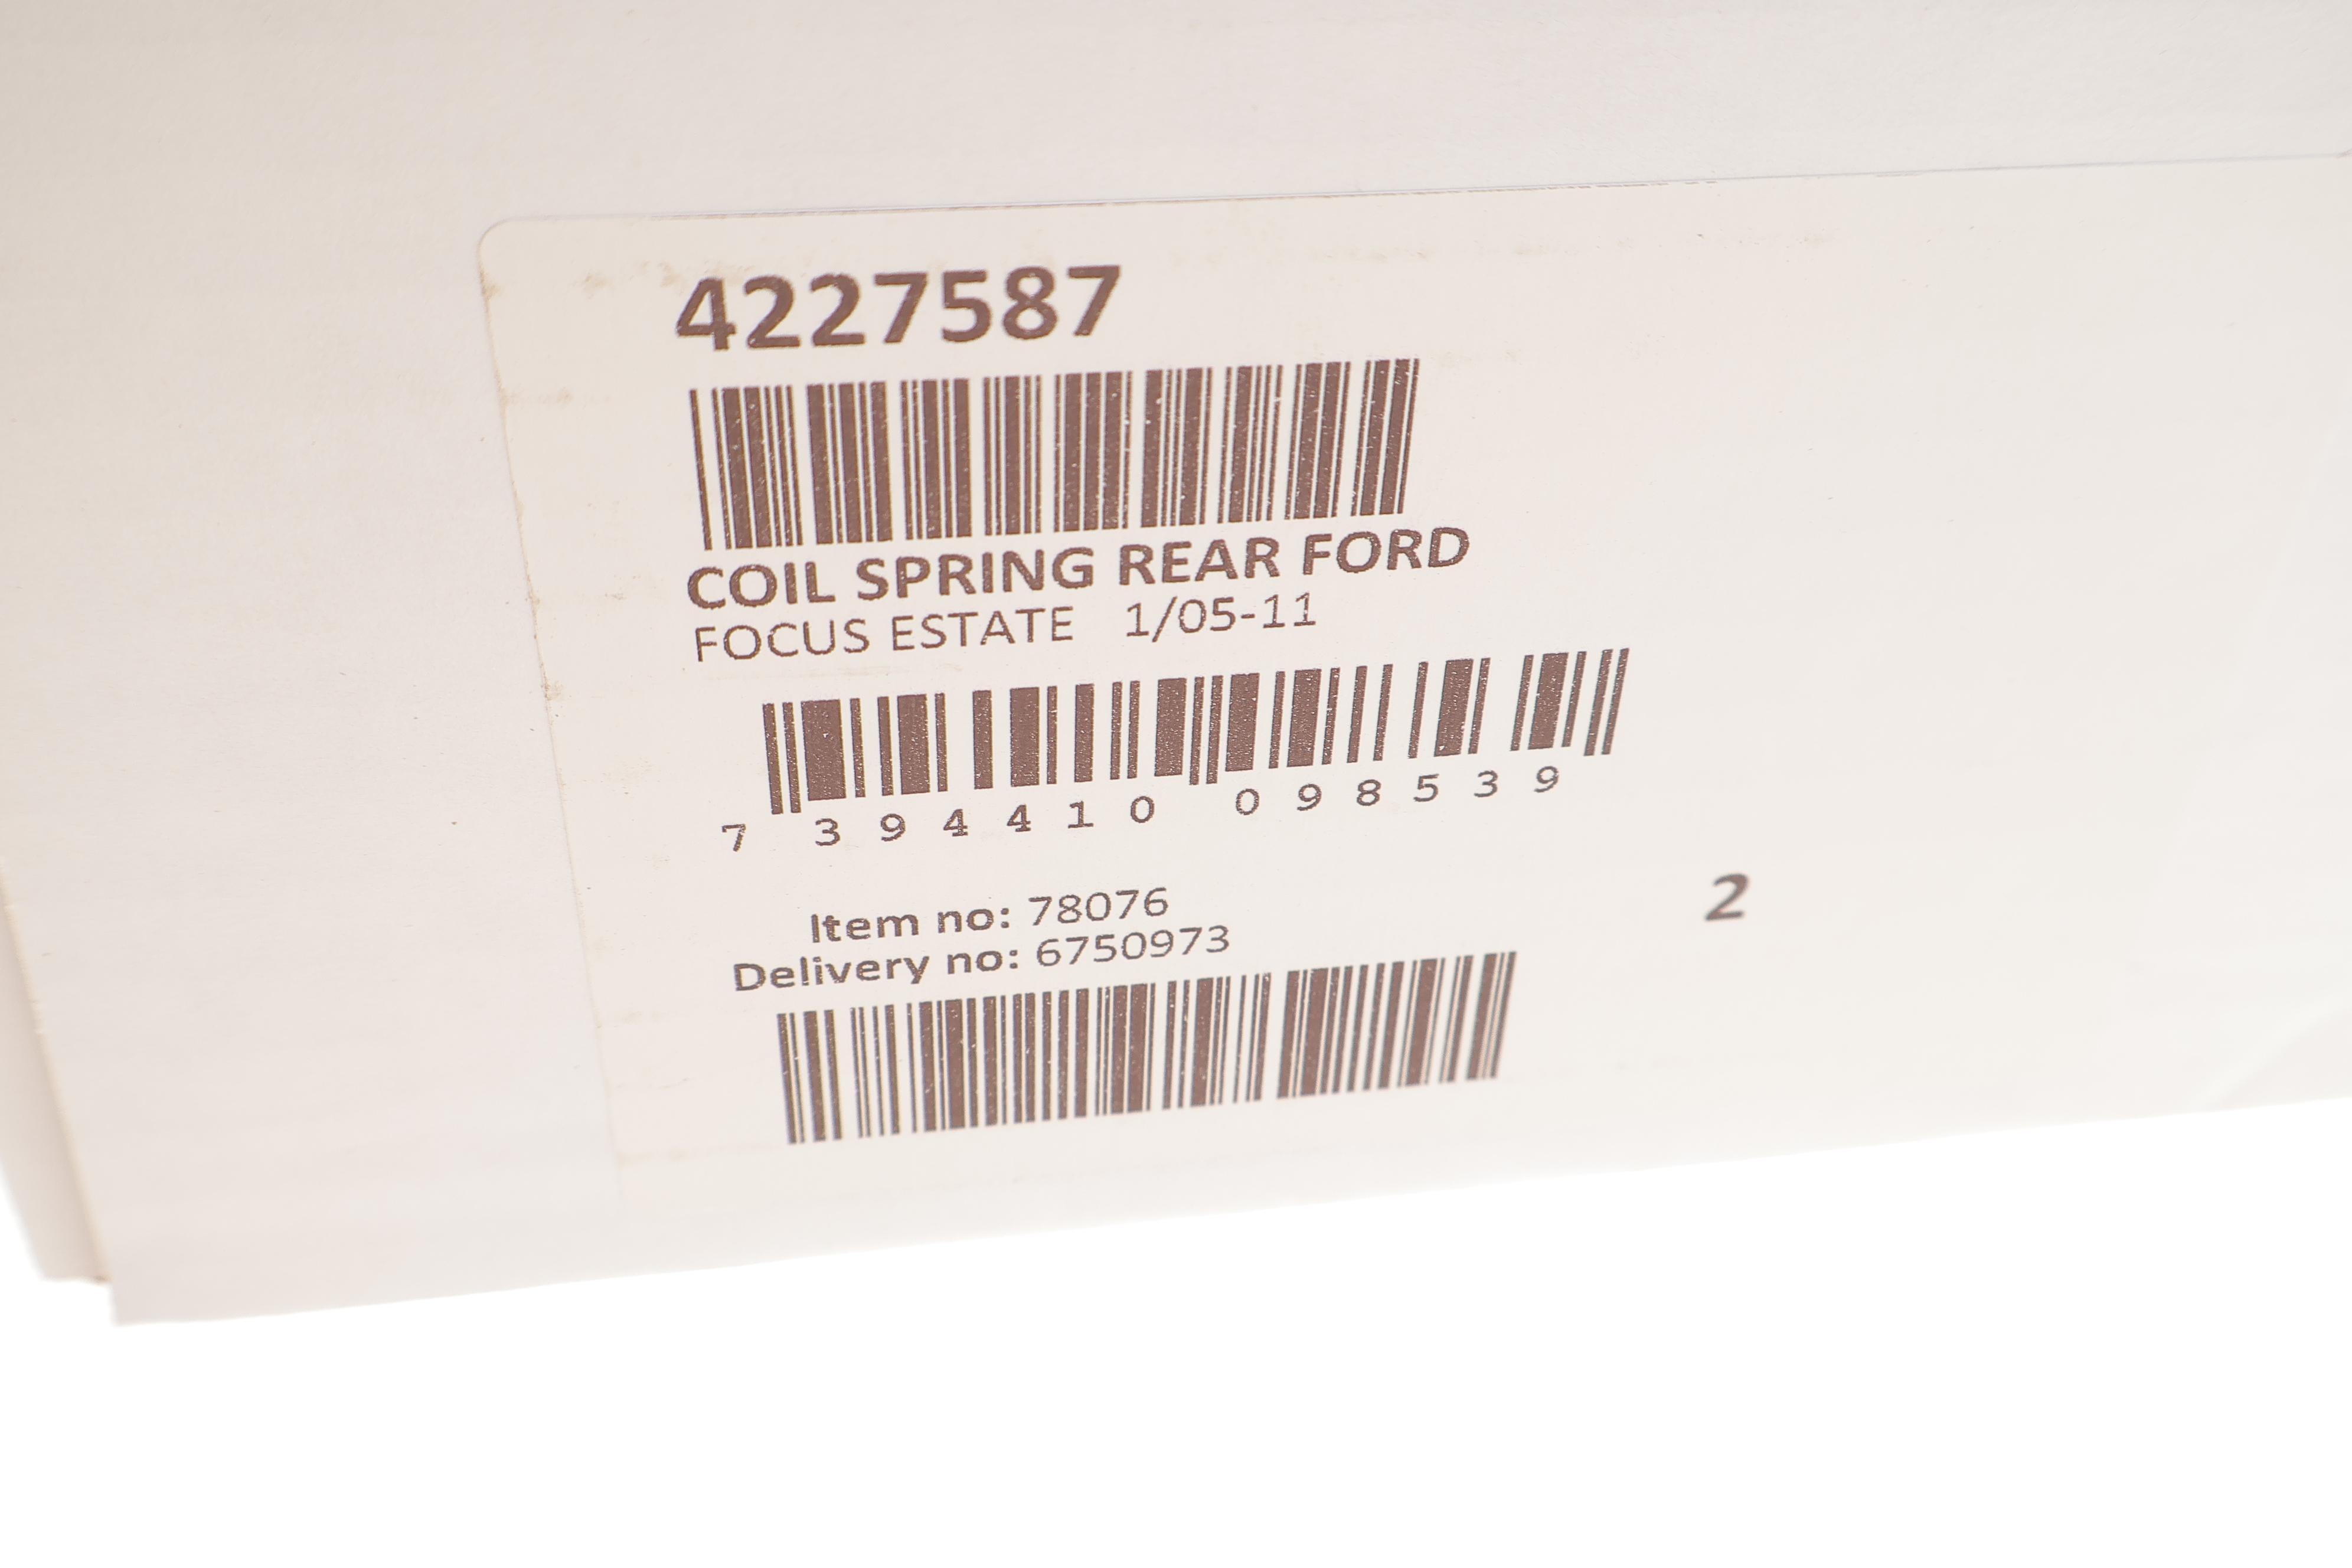 4227587
COIL SPRING REAR FORD
FOCUS ESTATE 1/05-11
7 394410 098539
Item no: 78076
2
Delivery no: 6750973